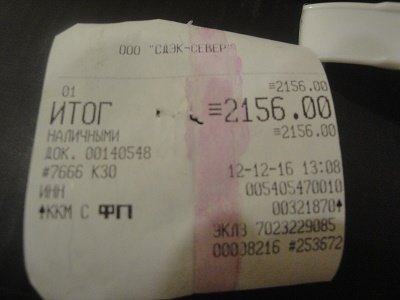 ООО "СДЭК-СЕВЕР"
≡2156.00
01
ИТОГ ≡2156.00
НАЛИЧНЫМИ ≡2156.00
ДОК. 00140548
#7666 К30 12-12-16 13:08
ИНН 005405470010
ККМ С ФП 00321870
ЭКЛЗ 7023229085
00008216 #253672